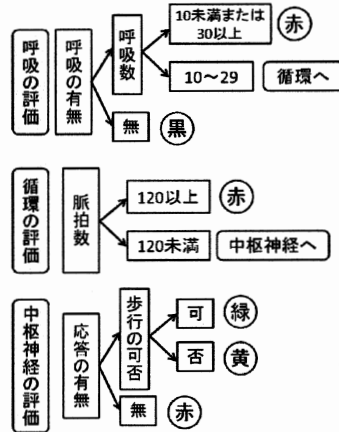 呼吸の評価
呼吸の有無
呼吸数
10未満または
30以上
赤
10～29
循環へ
無
黒
循環の評価
脈拍数
120以上
赤
120未満
中枢神経へ
中枢神経の評価
応答の有無
歩行の可否
可
緑
否
黄
無
赤